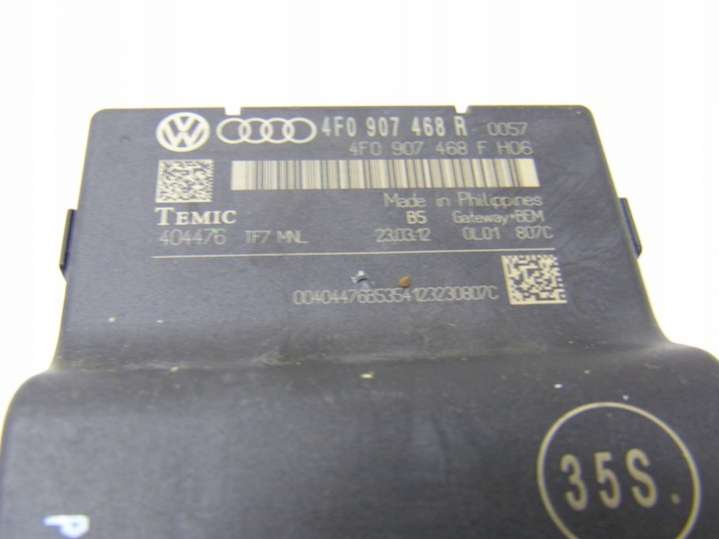 4F0 907 468 R 0057
4F0 907 468 F H06
Made in Philippines
TEMIC B5 Gateway+BEM
404476 TF7 MNL 23.03.12 0L01 807C
00404476B5354123230807C
35S.
P